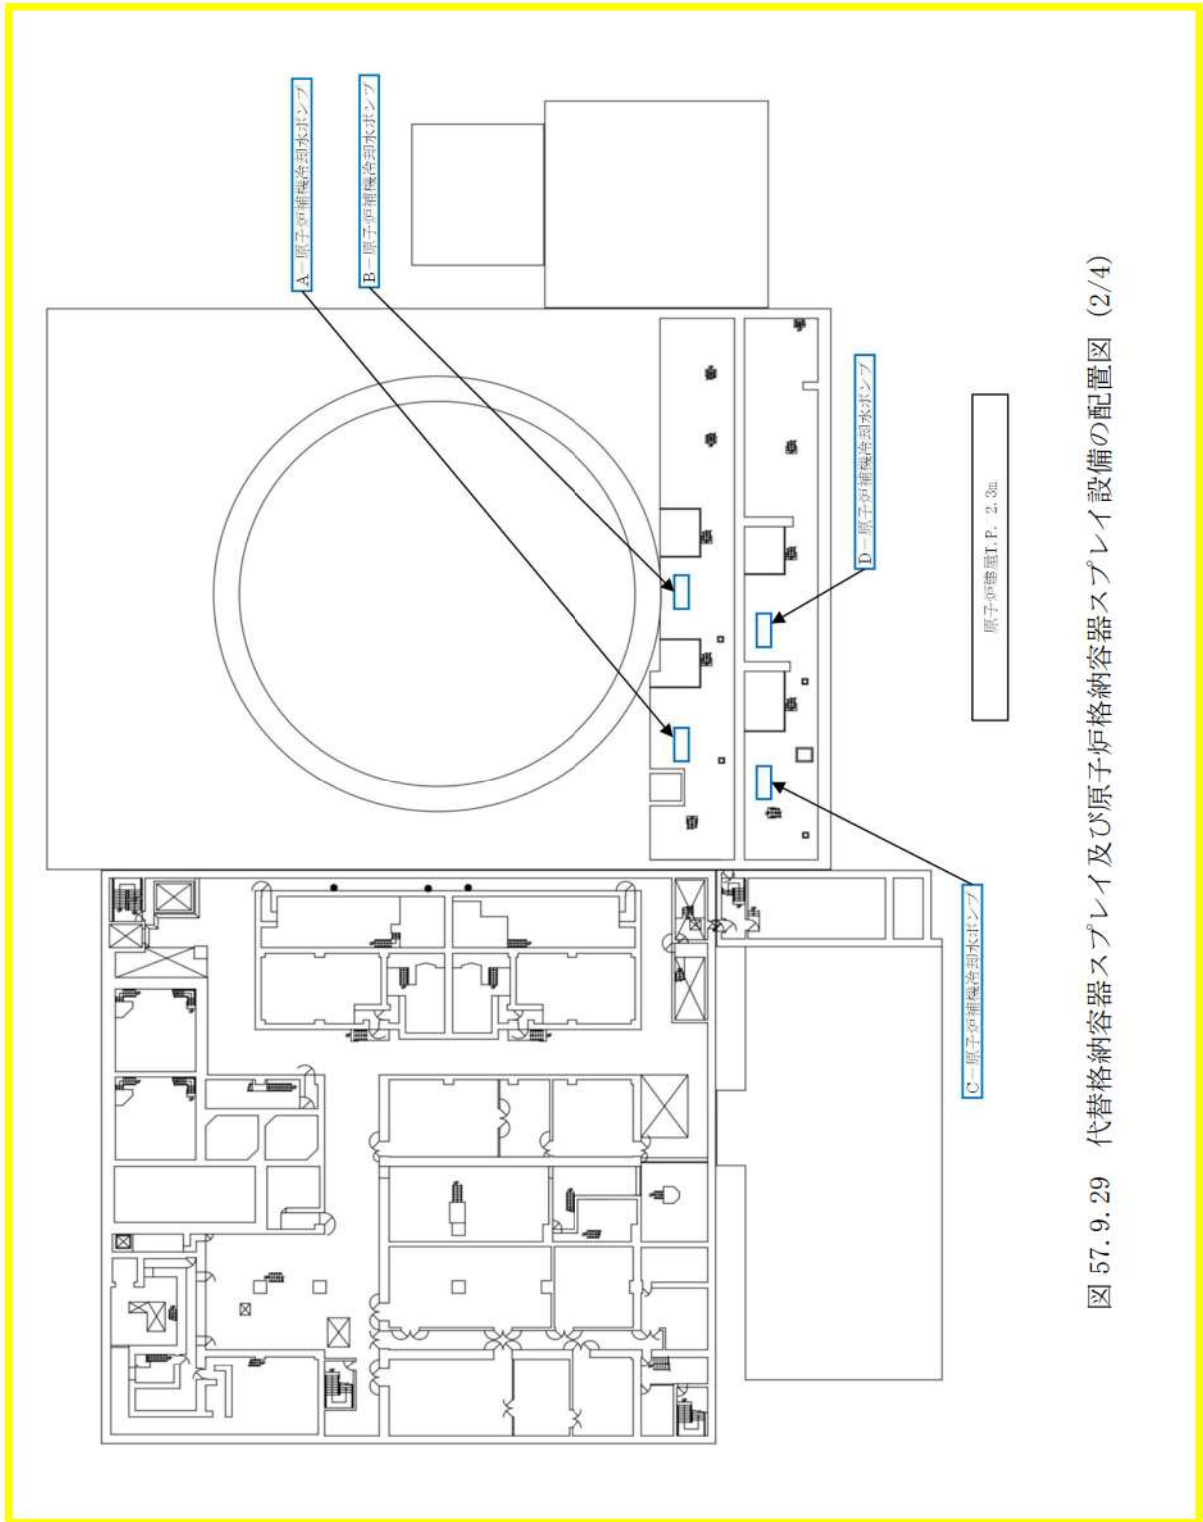 A－原子炉補機冷却水ポンプ
B－原子炉補機冷却水ポンプ
D－原子炉補機冷却水ポンプ
C－原子炉補機冷却水ポンプ
原子炉建屋T.P. 2.3m
図 57.9.29 代替格納容器スプレイ及び原子炉格納容器スプレイ設備の配置図 (2/4)